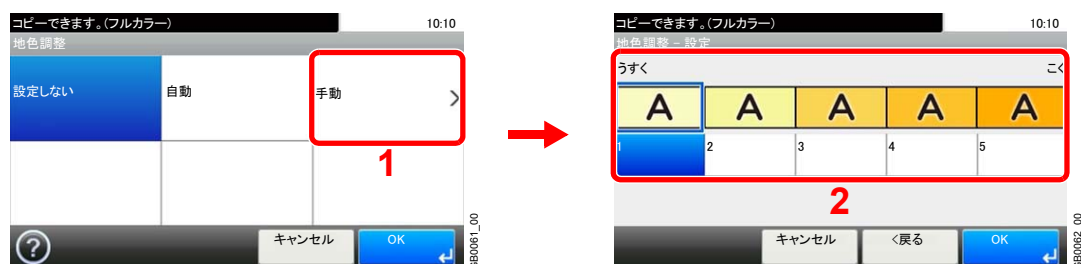 コピーできます。(フルカラー) 10:10
地色調整
設定しない 自動 手動 >
1
? キャンセル OK
GB0061_00
コピーできます。(フルカラー) 10:10
地色調整 - 設定
うすく こく
A A A A A
1 2 3 4 5
2
キャンセル <戻る OK
GB0062_00